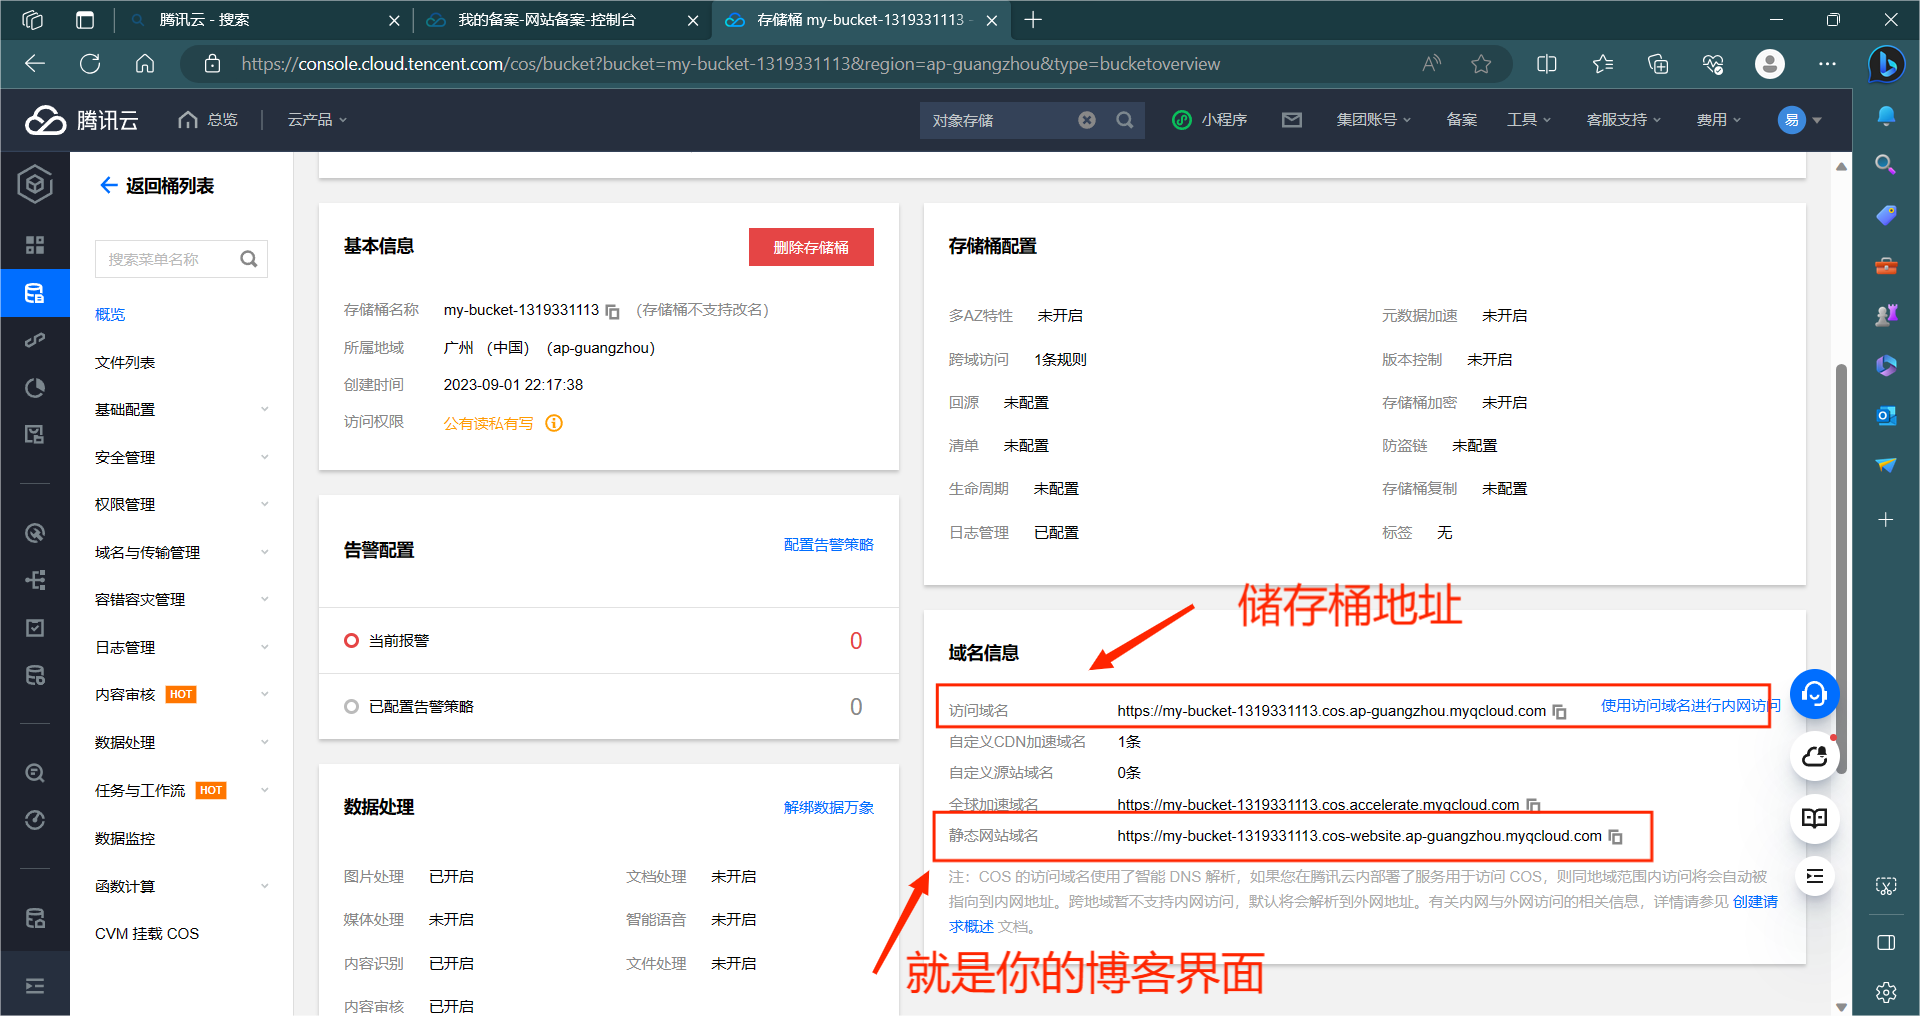 腾讯云 - 搜索
我的备案-网站备案-控制台
存储桶 my-bucket-1319331113 -
https://console.cloud.tencent.com/cos/bucket?bucket=my-bucket-1319331113&region=ap-guangzhou&type=bucketoverview
腾讯云 总览 云产品 对象存储 小程序 集团账号 备案 工具 客服支持 费用 易
返回桶列表
搜索菜单名称
概览
文件列表
基础配置
安全管理
权限管理
域名与传输管理
容错容灾管理
日志管理
内容审核 HOT
数据处理
任务与工作流 HOT
数据监控
函数计算
CVM 挂载 COS
基本信息
删除存储桶
存储桶名称 my-bucket-1319331113 (存储桶不支持改名)
所属地域 广州 (中国) (ap-guangzhou)
创建时间 2023-09-01 22:17:38
访问权限 公有读私有写
告警配置
配置告警策略
当前报警 0
已配置告警策略 0
数据处理
解绑数据万象
图片处理 已开启 文档处理 未开启
媒体处理 未开启 智能语音 未开启
内容识别 已开启 文件处理 未开启
内容审核 已开启
存储桶配置
多AZ特性 未开启 元数据加速 未开启
跨域访问 1条规则 版本控制 未开启
回源 未配置 存储桶加密 未开启
清单 未配置 防盗链 未配置
生命周期 未配置 存储桶复制 未配置
日志管理 已配置 标签 无
储存桶地址
域名信息
访问域名 https://my-bucket-1319331113.cos.ap-guangzhou.myqcloud.com 使用访问域名进行内网访问
自定义CDN加速域名 1条
自定义源站域名 0条
全球加速域名 https://my-bucket-1319331113.cos.accelerate.myqcloud.com
静态网站域名 https://my-bucket-1319331113.cos-website.ap-guangzhou.myqcloud.com
注：COS 的访问域名使用了智能 DNS 解析，如果您在腾讯云内部署了服务用于访问 COS，则同地域范围内访问将会自动被
指向到内网地址。跨地域暂不支持内网访问，默认将会解析到外网地址。有关内网与外网访问的相关信息，详情请参见 创建请
求概述 文档。
就是你的博客界面